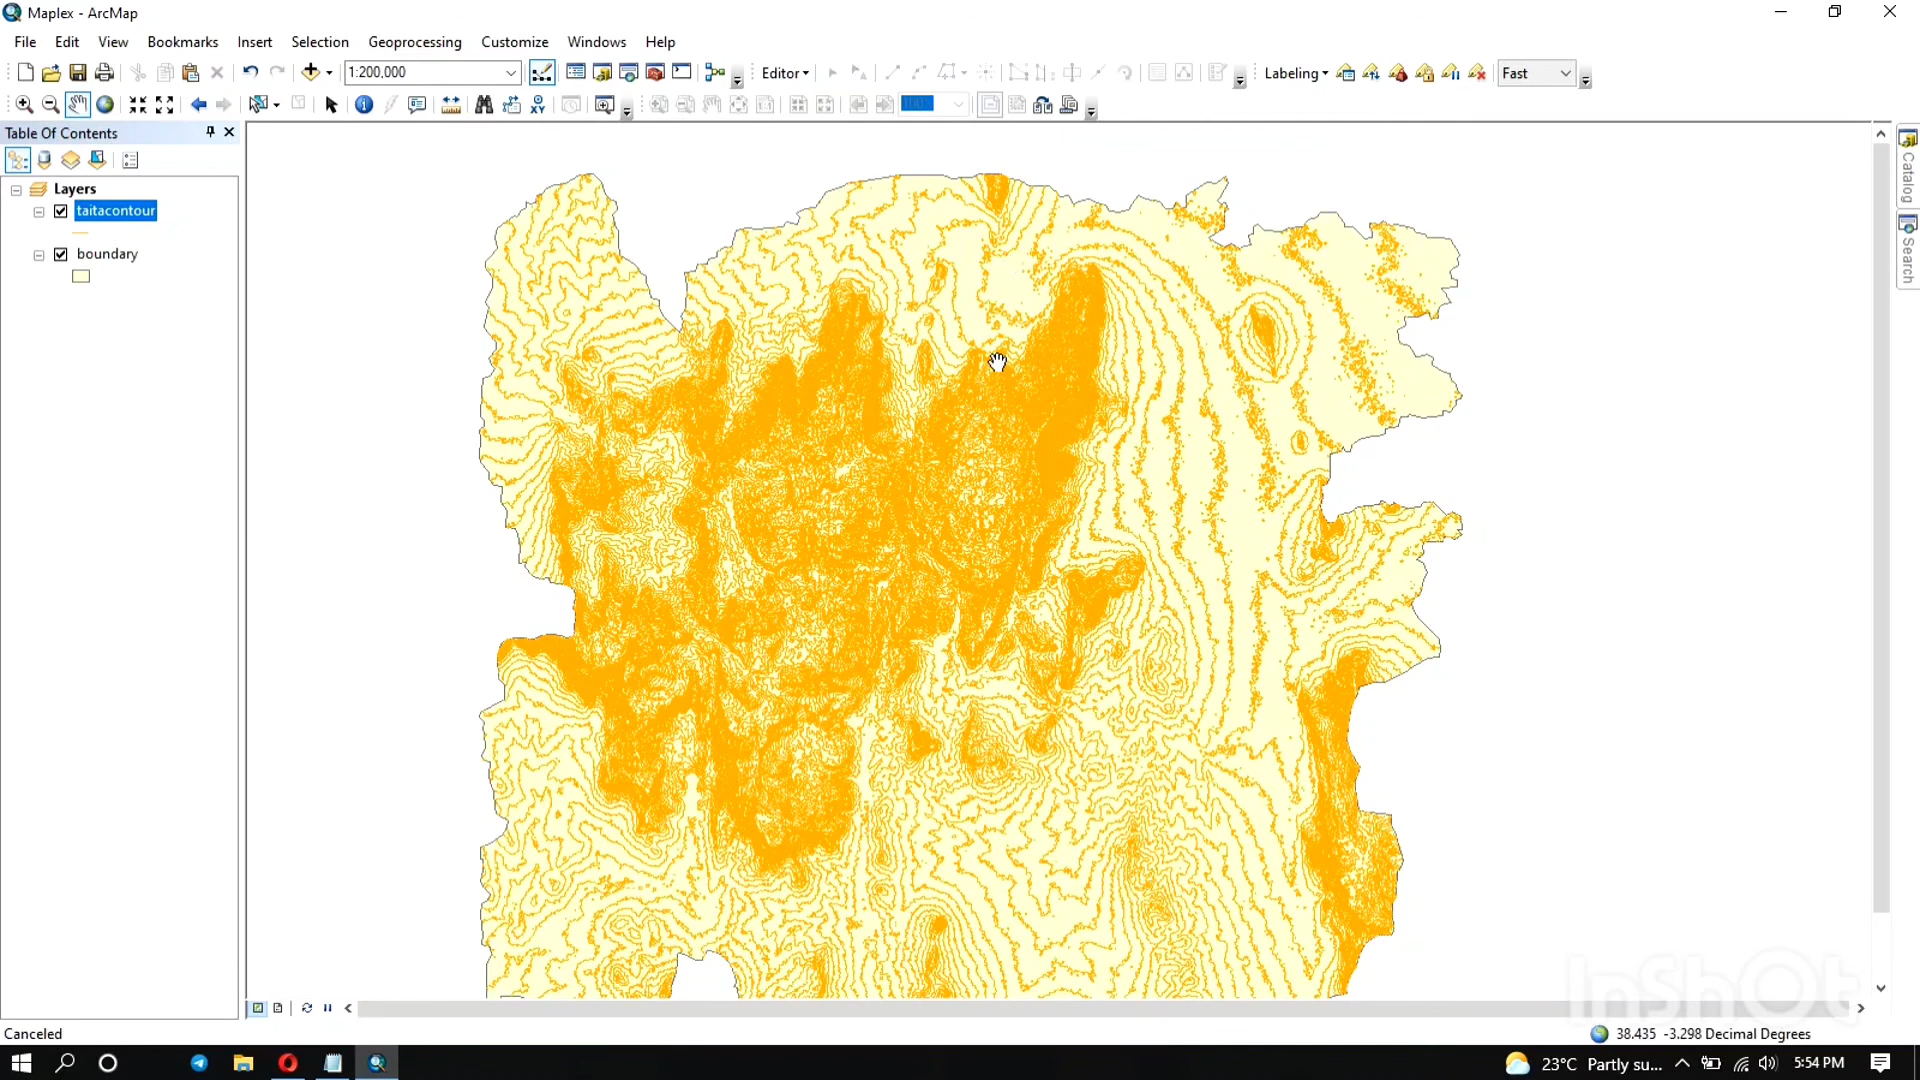 Maplex - ArcMap
File Edit View Bookmarks Insert Selection Geoprocessing Customize Windows Help
1:200,000 Editor Labeling Fast
100%
Table Of Contents
Layers
taitacontour
boundary
Catalog
Search
InShOt
Canceled
38.435 -3.298 Decimal Degrees
23°C Partly su... 5:54 PM